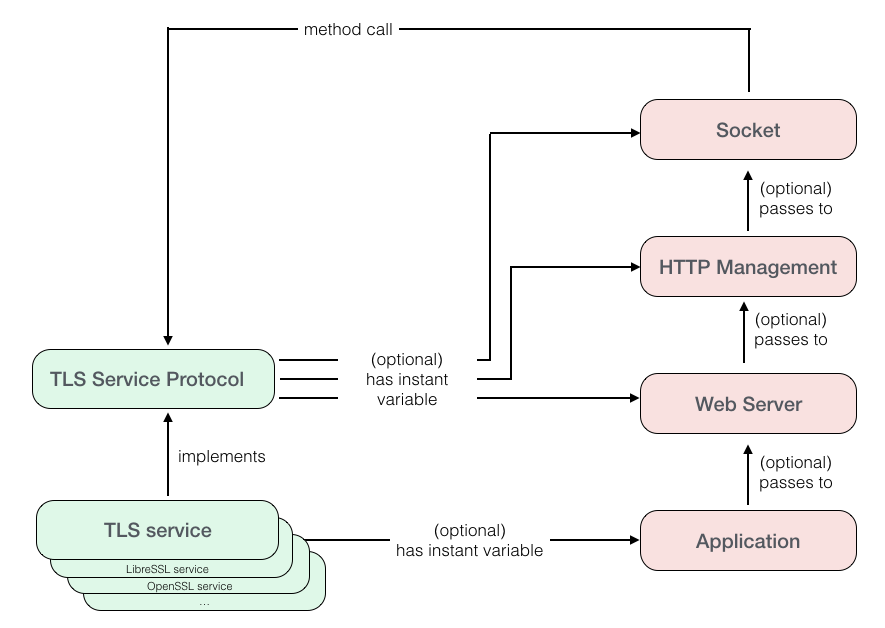 method call
Socket
(optional)
passes to
HTTP Management
(optional)
passes to
TLS Service Protocol
(optional)
has instant
variable
Web Server
implements
(optional)
passes to
TLS service
LibreSSL service
OpenSSL service
...
(optional)
has instant variable
Application